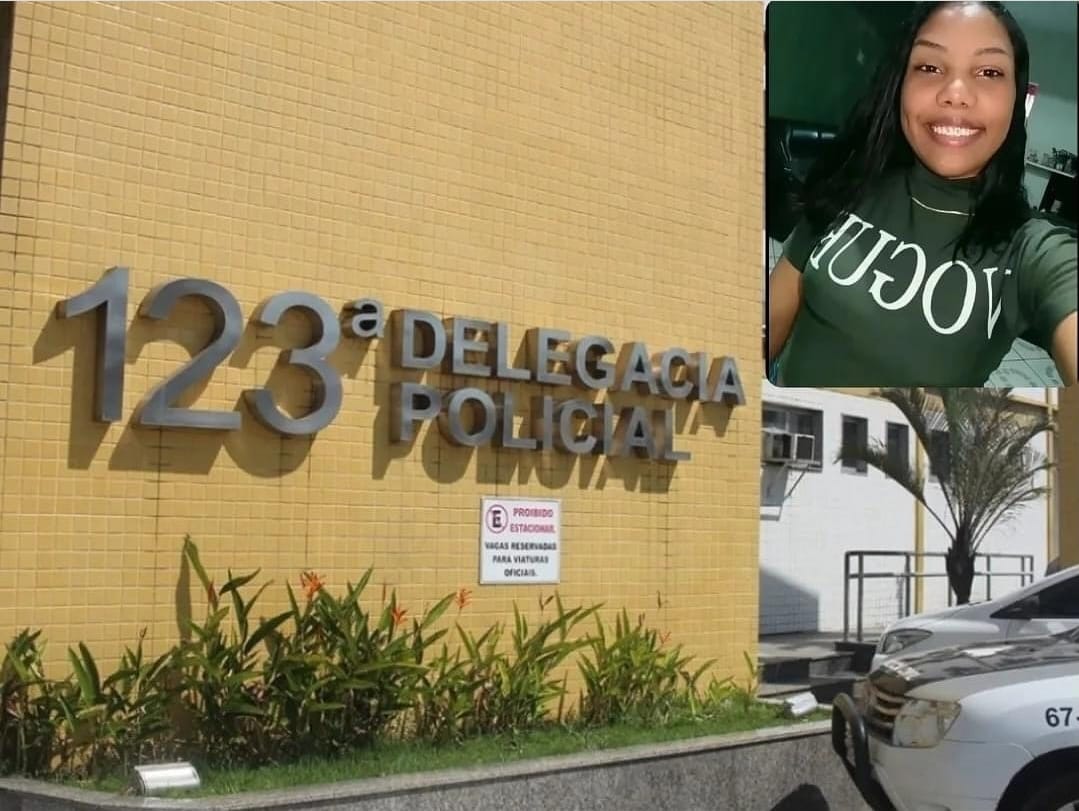 123ª DELEGACIA
POLICIAL
E PROIBIDO
ESTACIONAR.
VAGAS RESERVADAS
PARA VIATURAS
OFICIAIS.
VOGUE
67-